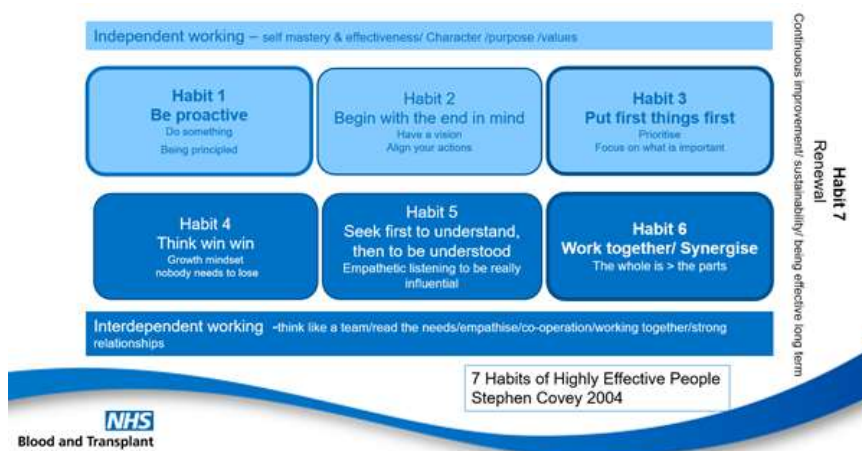 Independent working – self mastery & effectiveness/ Character /purpose /values
Habit 1
Be proactive
Do something
Being principled
Habit 2
Begin with the end in mind
Have a vision
Align your actions
Habit 3
Put first things first
Prioritise
Focus on what is important
Habit 4
Think win win
Growth mindset
nobody needs to lose
Habit 5
Seek first to understand,
then to be understood
Empathetic listening to be really
influential
Habit 6
Work together/ Synergise
The whole is > the parts
Interdependent working -think like a team/read the needs/empathise/co-operation/working together/strong
relationships
Habit 7
Renewal
Continuous improvement/ sustainability/ being effective long term
7 Habits of Highly Effective People
Stephen Covey 2004
NHS
Blood and Transplant